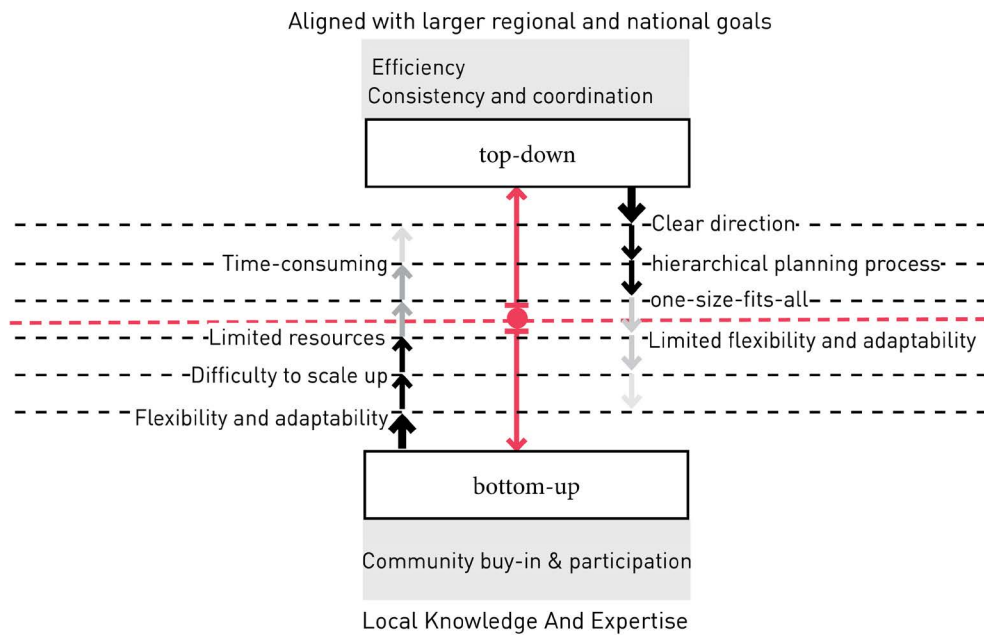 Aligned with larger regional and national goals
Efficiency
Consistency and coordination
top-down
Clear direction
Time-consuming
hierarchical planning process
one-size-fits-all
Limited resources
Limited flexibility and adaptability
Difficulty to scale up
Flexibility and adaptability
bottom-up
Community buy-in & participation
Local Knowledge And Expertise